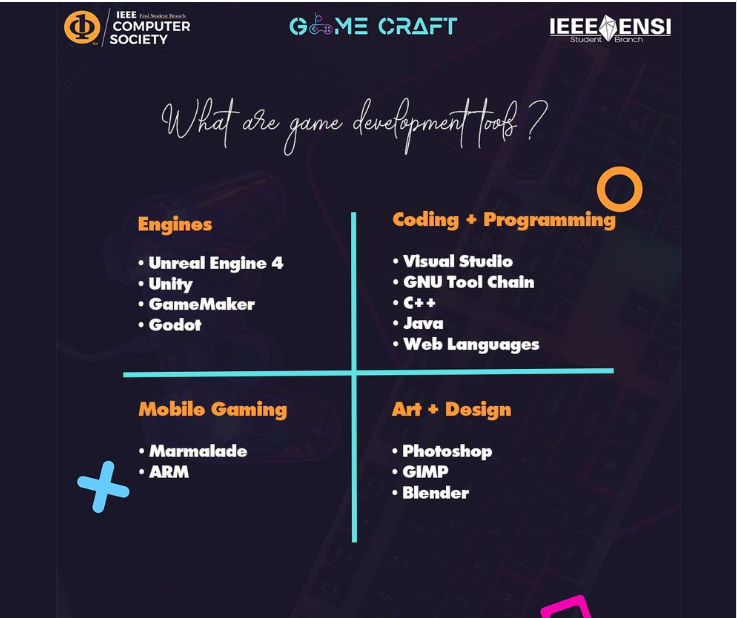 IEEE Ensi Student Branch
COMPUTER
SOCIETY
GAME CRAFT
IEEE ENSI
Student Branch
What are game development tools ?
Engines
• Unreal Engine 4
• Unity
• GameMaker
• Godot
Coding + Programming
• Visual Studio
• GNU Tool Chain
• C++
• Java
• Web Languages
Mobile Gaming
• Marmalade
• ARM
Art + Design
• Photoshop
• GIMP
• Blender